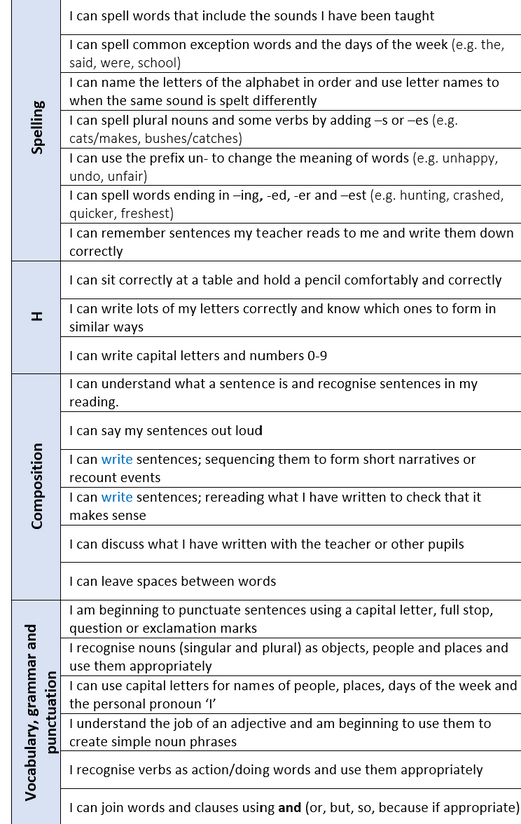 Spelling
I can spell words that include the sounds I have been taught
I can spell common exception words and the days of the week (e.g. the,
said, were, school)
I can name the letters of the alphabet in order and use letter names to
when the same sound is spelt differently
I can spell plural nouns and some verbs by adding –s or –es (e.g.
cats/makes, bushes/catches)
I can use the prefix un- to change the meaning of words (e.g. unhappy,
undo, unfair)
I can spell words ending in –ing, -ed, -er and –est (e.g. hunting, crashed,
quicker, freshest)
I can remember sentences my teacher reads to me and write them down
correctly
H
I can sit correctly at a table and hold a pencil comfortably and correctly
I can write lots of my letters correctly and know which ones to form in
similar ways
I can write capital letters and numbers 0-9
Composition
I can understand what a sentence is and recognise sentences in my
reading.
I can say my sentences out loud
I can write sentences; sequencing them to form short narratives or
recount events
I can write sentences; rereading what I have written to check that it
makes sense
I can discuss what I have written with the teacher or other pupils
I can leave spaces between words
Vocabulary, grammar and
punctuation
I am beginning to punctuate sentences using a capital letter, full stop,
question or exclamation marks
I recognise nouns (singular and plural) as objects, people and places and
use them appropriately
I can use capital letters for names of people, places, days of the week and
the personal pronoun ‘I’
I understand the job of an adjective and am beginning to use them to
create simple noun phrases
I recognise verbs as action/doing words and use them appropriately
I can join words and clauses using and (or, but, so, because if appropriate)